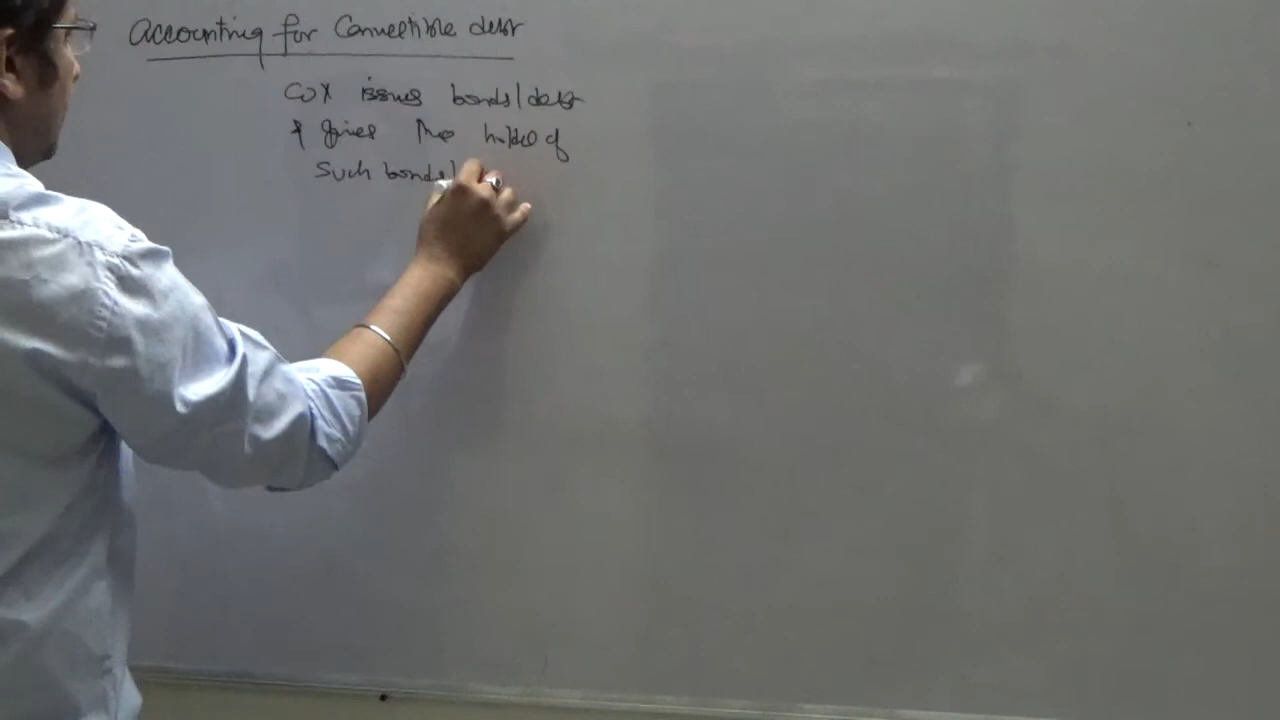 Accounting for Convertible debt
Co X issues bonds/debt
& gives the holder of
such bonds/